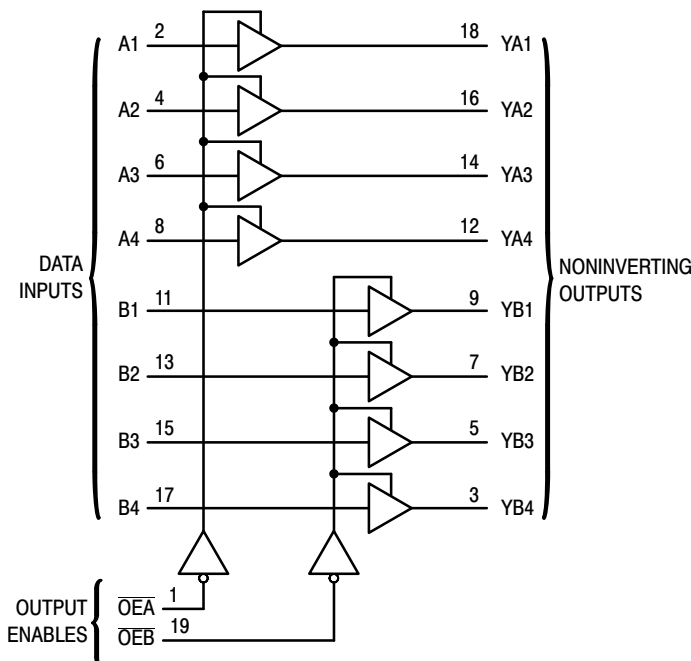 A1 2 18 YA1
A2 4 16 YA2
A3 6 14 YA3
A4 8 12 YA4
DATA
INPUTS
NONINVERTING
OUTPUTS
B1 11 9 YB1
B2 13 7 YB2
B3 15 5 YB3
B4 17 3 YB4
OUTPUT
ENABLES
O̅E̅A̅ 1
O̅E̅B̅ 19